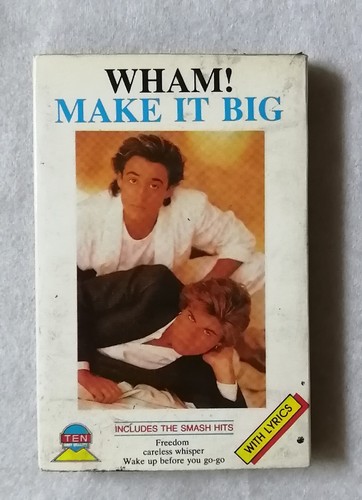 WHAM!
MAKE IT BIG
INCLUDES THE SMASH HITS
Freedom
careless whisper
Wake up before you go-go
WITH LYRICS
TEN